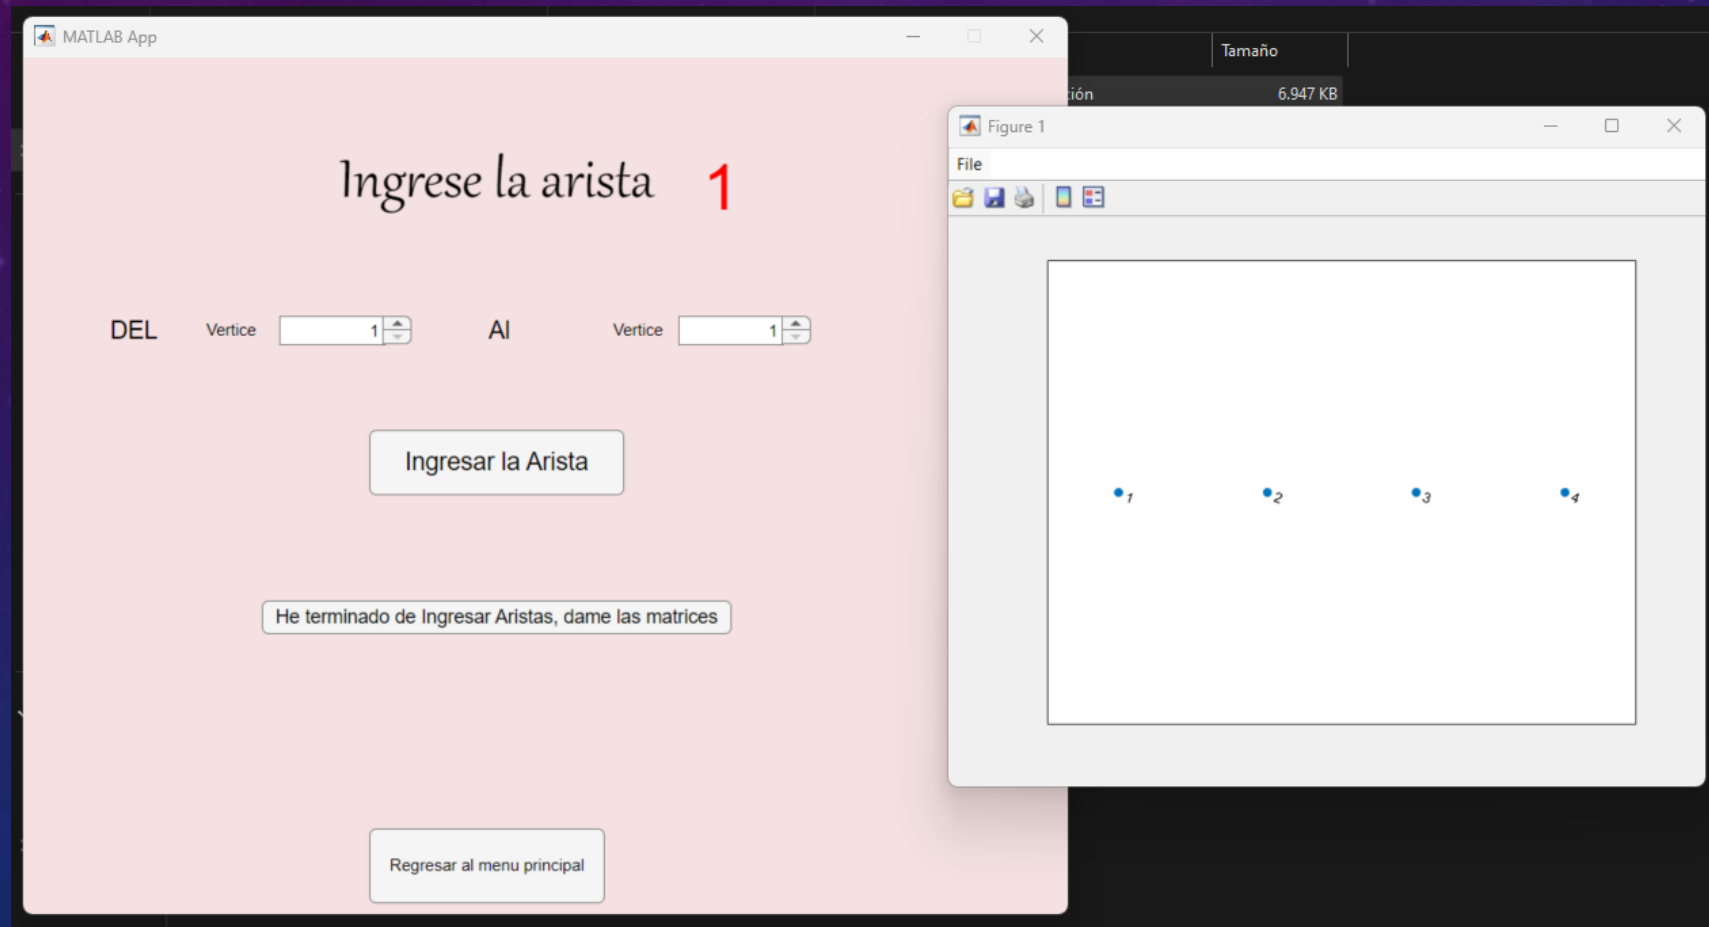 MATLAB App
Ingrese la arista 1
DEL Vertice 1 Al Vertice 1
Ingresar la Arista
He terminado de Ingresar Aristas, dame las matrices
Regresar al menu principal
Tamaño
ión 6.947 KB
Figure 1
File
1 2 3 4